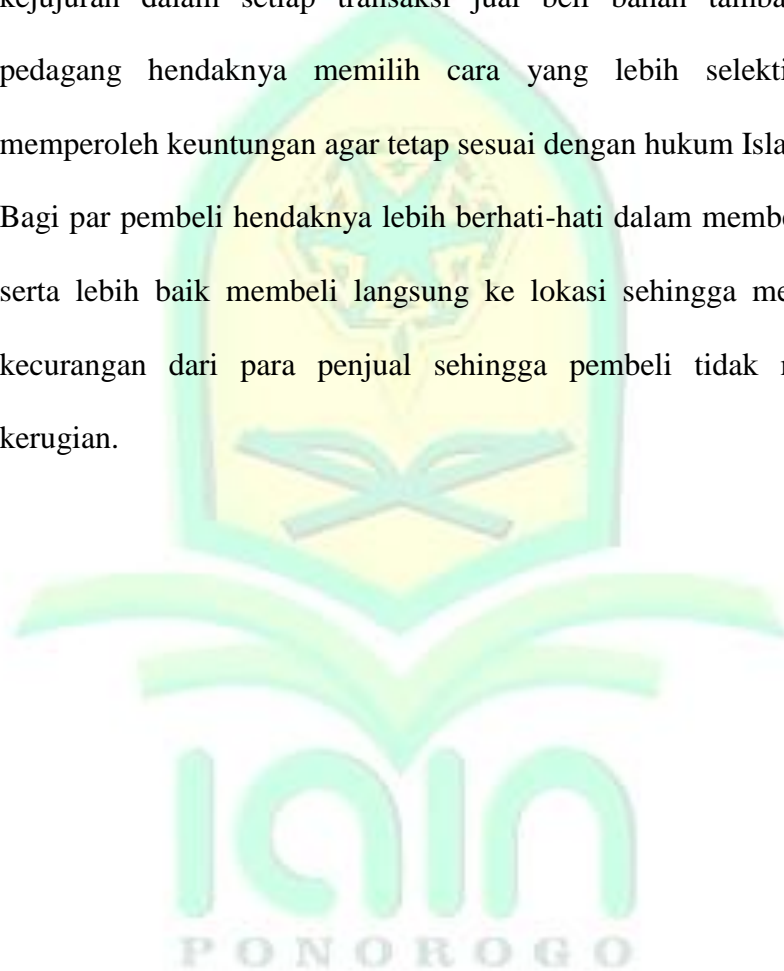 kejujuran dalam setiap transaksi jual beli bahan
pedagang hendaknya memilih cara yang lebih
memperoleh keuntungan agar tetap sesuai dengan hukum
Bagi par pembeli hendaknya lebih berhati-hati dalam
serta lebih baik membeli langsung ke lokasi sehingga
kecurangan dari para penjual sehingga pembeli tidak
kerugian.
iain
PONOROGO